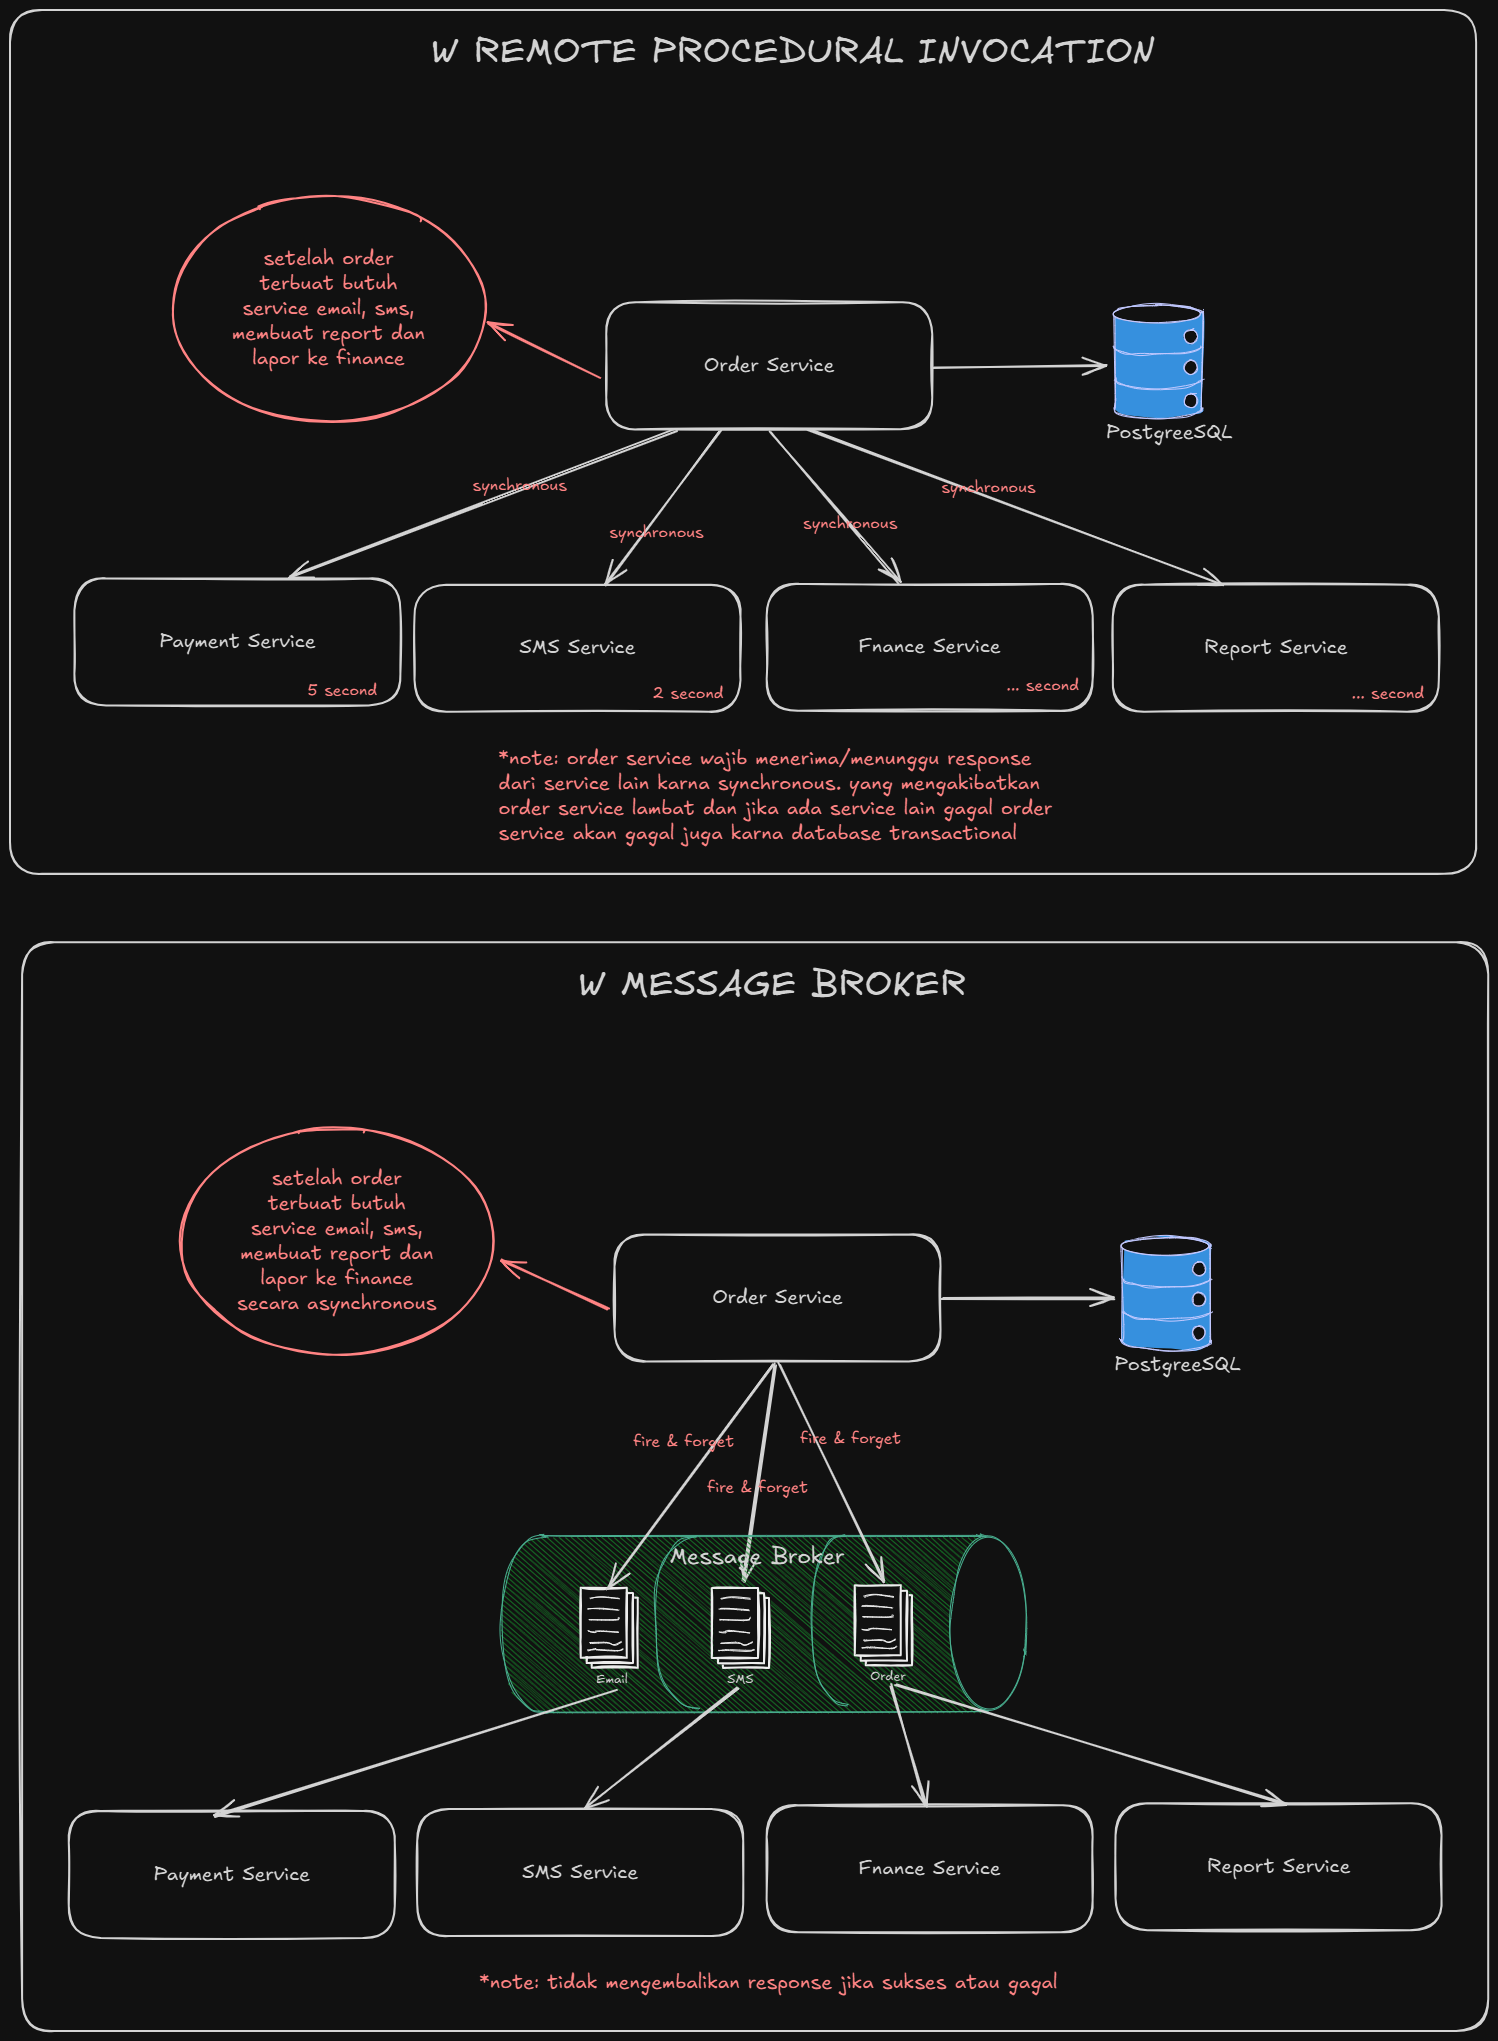 W REMOTE PROCEDURAL INVOCATION
setelah order
terbuat butuh
service email, sms,
membuat report dan
lapor ke finance
Order Service
PostgreeSQL
synchronous
synchronous
synchronous
synchronous
Payment Service
5 second
SMS Service
2 second
Fnance Service
... second
Report Service
... second
*note: order service wajib menerima/menunggu response
dari service lain karna synchronous. yang mengakibatkan
order service lambat dan jika ada service lain gagal order
service akan gagal juga karna database transactional
W MESSAGE BROKER
setelah order
terbuat butuh
service email, sms,
membuat report dan
lapor ke finance
secara asynchronous
Order Service
PostgreeSQL
fire & forget
fire & forget
fire & forget
Message Broker
Email
SMS
Order
Payment Service
SMS Service
Fnance Service
Report Service
*note: tidak mengembalikan response jika sukses atau gagal